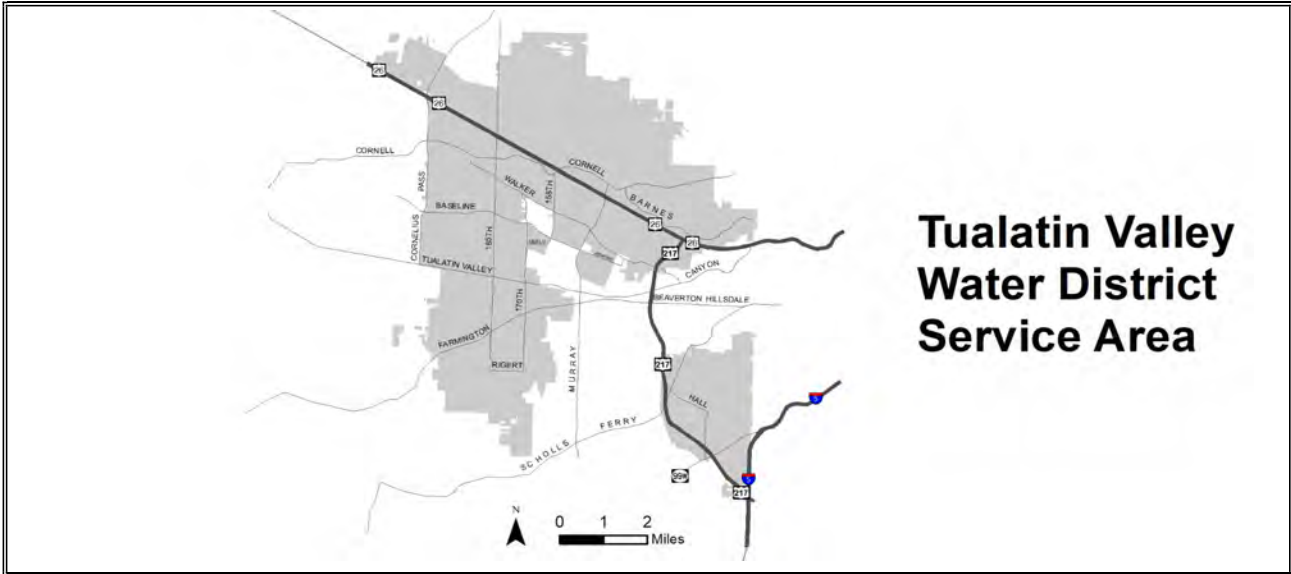 26
26
CORNELL
CORNELL
PASS
WALKER
158TH
BARNES
BASELINE
26
26
217
CORNELIUS
185TH
TUALATIN VALLEY
170TH
CANYON
BEAVERTON HILLSDALE
FARMINGTON
RIGERT
MURRAY
217
HALL
5
SCHOLLS FERRY
99W
5
217
N
0 1 2
Miles
Tualatin Valley
Water District
Service Area